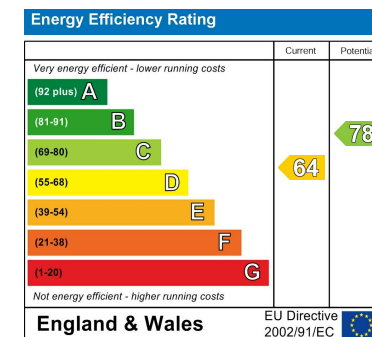 Energy Efficiency Rating
Current Potentia
Very energy efficient - lower running costs
(92 plus) A
(81-91) B
78
(69-80) C
64
(55-68) D
(39-54) E
(21-38) F
(1-20) G
Not energy efficient - higher running costs
England & Wales
EU Directive
2002/91/EC